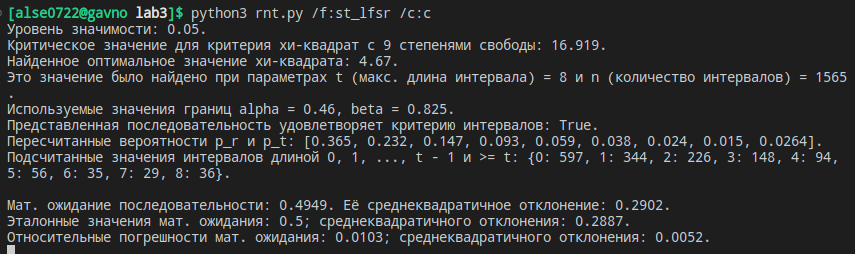 [alse0722@gavno lab3]$ python3 rnt.py /f:st_lfsr /c:c
Уровень значимости: 0.05.
Критическое значение для критерия хи-квадрат с 9 степенями свободы: 16.919.
Найденное оптимальное значение хи-квадрата: 4.67.
Это значение было найдено при параметрах t (макс. длина интервала) = 8 и n (количество интервалов) = 1565
.
Используемые значения границ alpha = 0.46, beta = 0.825.
Представленная последовательность удовлетворяет критерию интервалов: True.
Пересчитанные вероятности p_r и p_t: [0.365, 0.232, 0.147, 0.093, 0.059, 0.038, 0.024, 0.015, 0.0264].
Подсчитанные значения интервалов длиной 0, 1, ..., t - 1 и >= t: {0: 597, 1: 344, 2: 226, 3: 148, 4: 94,
5: 56, 6: 35, 7: 29, 8: 36}.
Мат. ожидание последовательности: 0.4949. Её среднеквадратичное отклонение: 0.2902.
Эталонные значения мат. ожидания: 0.5; среднеквадратичного отклонения: 0.2887.
Относительные погрешности мат. ожидания: 0.0103; среднеквадратичного отклонения: 0.0052.